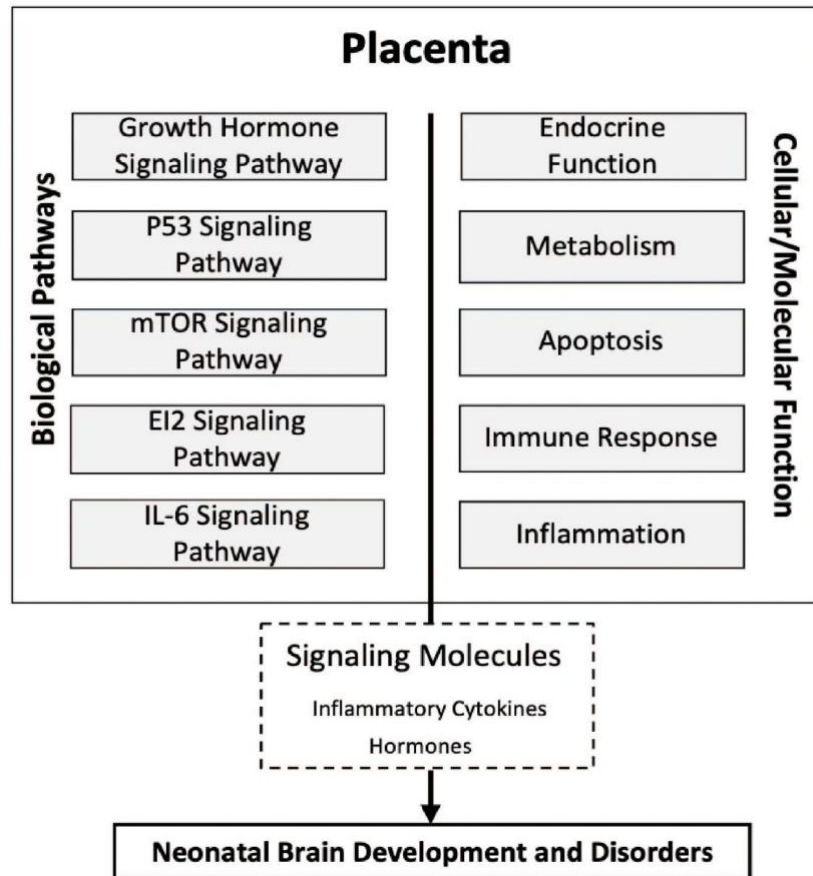 Placenta
Biological Pathways
Growth Hormone
Signaling Pathway
P53 Signaling
Pathway
mTOR Signaling
Pathway
EI2 Signaling
Pathway
IL-6 Signaling
Pathway
Endocrine
Function
Metabolism
Apoptosis
Immune Response
Inflammation
Cellular/Molecular Function
Signaling Molecules
Inflammatory Cytokines
Hormones
Neonatal Brain Development and Disorders